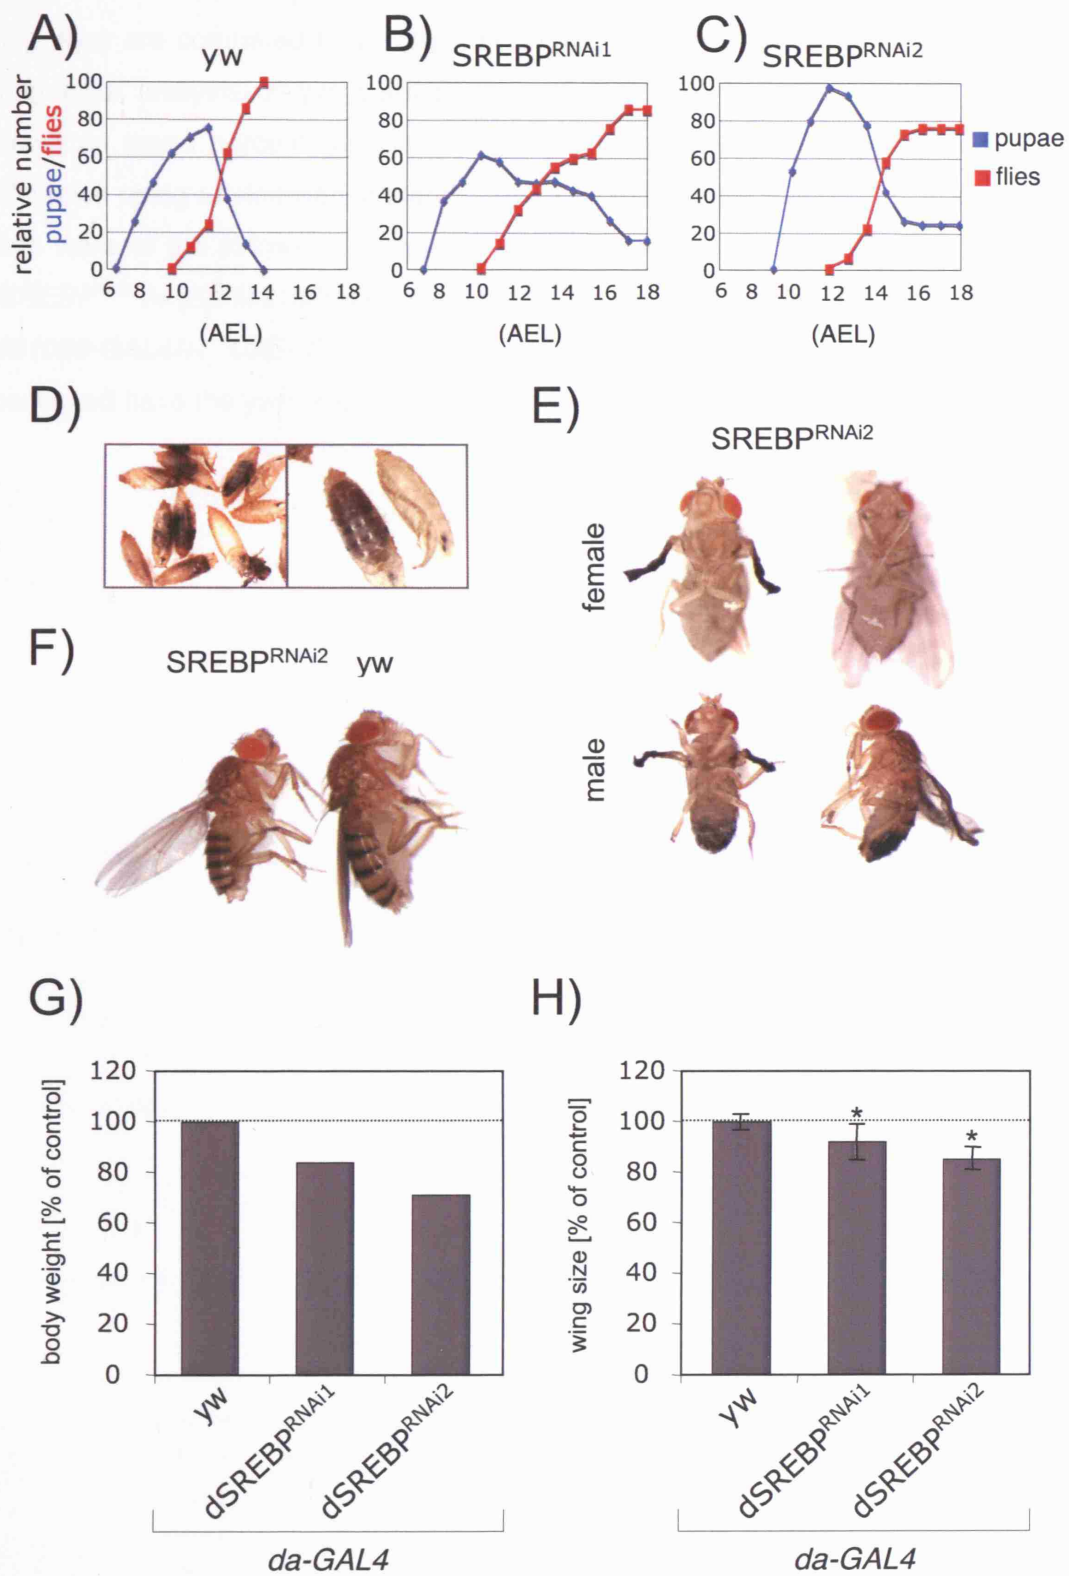 A)
yw
B)
SREBP^RNAi1
C)
SREBP^RNAi2
relative number
pupae/flies
100
80
60
40
20
0
6 8 10 12 14 16 18
(AEL)
100
80
60
40
20
0
6 8 10 12 14 16 18
(AEL)
100
80
60
40
20
0
6 8 10 12 14 16 18
(AEL)
pupae
flies
D)
E)
SREBP^RNAi2
female
male
F)
SREBP^RNAi2 yw
G)
body weight [% of control]
120
100
80
60
40
20
0
yw
dSREBP^RNAi1
dSREBP^RNAi2
da-GAL4
H)
wing size [% of control]
120
100
80
60
40
20
0
*
*
yw
dSREBP^RNAi1
dSREBP^RNAi2
da-GAL4